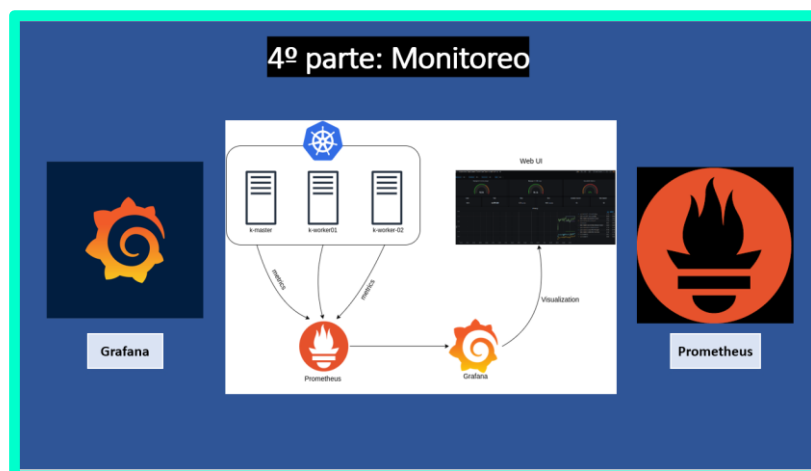 4º parte: Monitoreo
Web UI
k-master
k-worker01
k-worker-02
metrics
metrics
Visualization
Prometheus
Grafana
Grafana
Prometheus